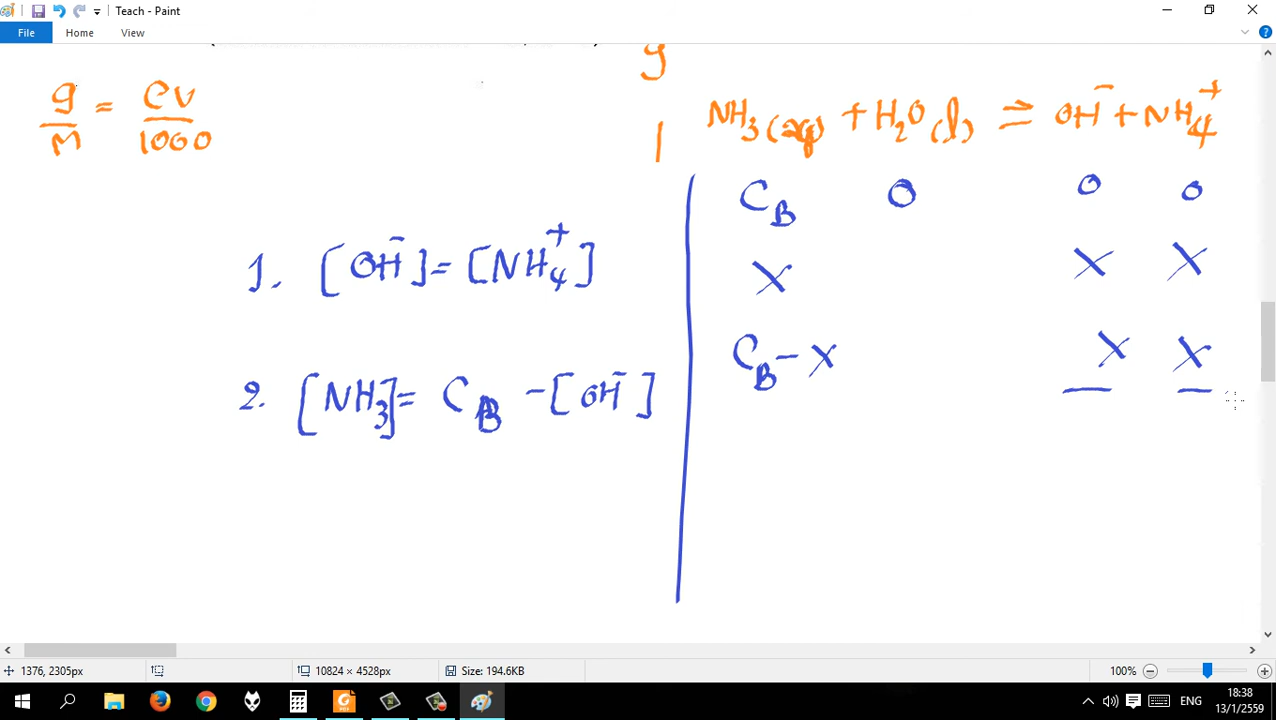 Teach - Paint
File Home View
g/M = CV/1000
g
NH3(aq) + H2O(l) ⇌ OH⁻ + NH4⁺
CB 0 0 0
1. [OH⁻] = [NH4⁺]
X X X
CB - X X X
2. [NH3] = CB - [OH⁻]
1376, 2305px 10824 × 4528px Size: 194.6KB 100%
ENG 18:38
13/1/2559